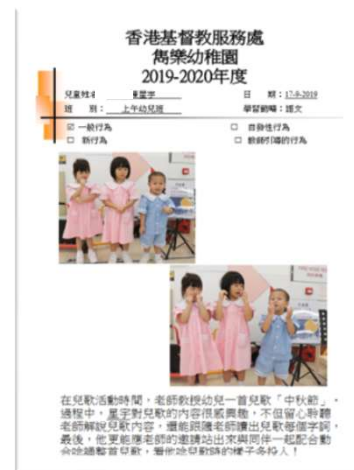 香港基督教服務處
雋樂幼稚園
2019-2020年度
兒童姓名 星宇 日 期：17-9-2019
班 別： 上午幼兒班 學習範疇：語文
☑ 一般行為 □ 自發性行為
□ 新行為 □ 教師引導的行為
在兒歌活動時間，老師教授幼兒一首兒歌「中秋節」。
過程中，星宇對兒歌的內容很感興趣，不但留心聆聽
老師解說兒歌內容，還能跟隨老師讀出兒歌每個字詞，
最後，他更能應老師的邀請站出來與同伴一起配合動
合唸誦整首兒歌，看他唸兒歌時的樣子多投入！